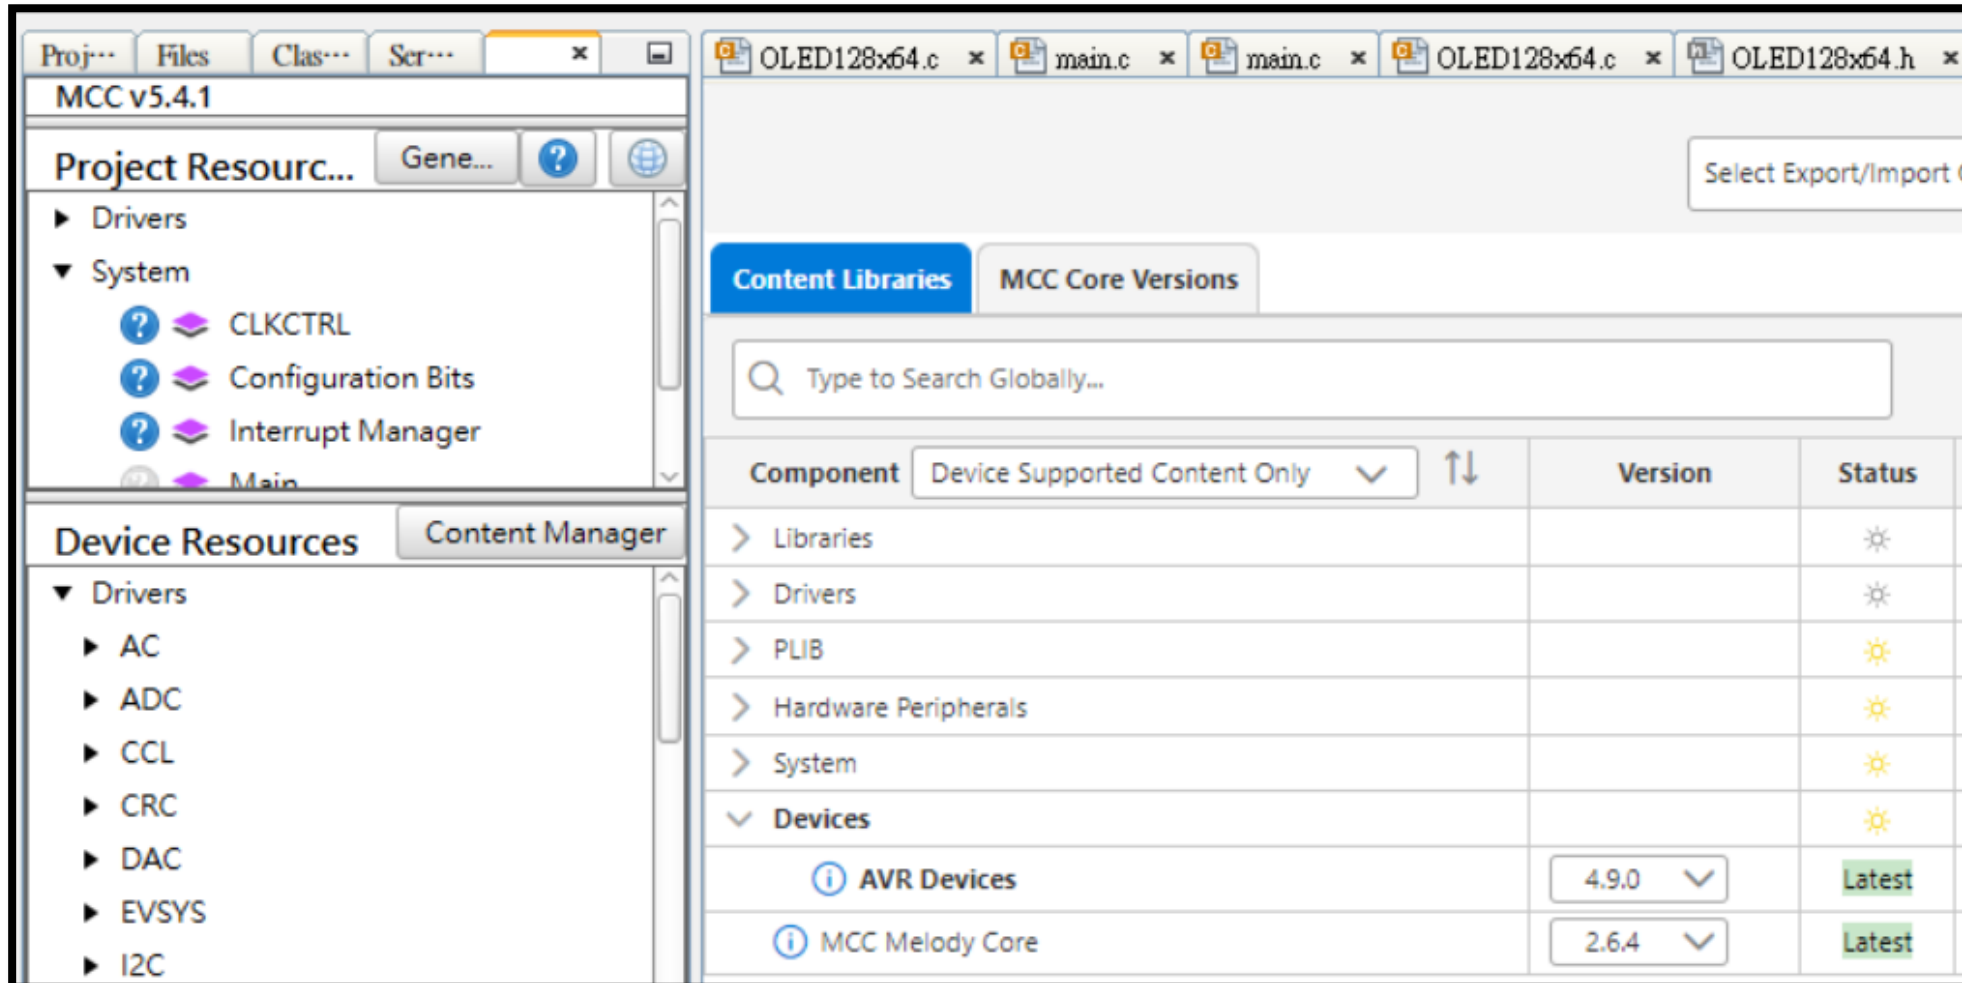 Proj··· Files Clas··· Ser···
MCC v5.4.1
Project Resourc... Gene... ?
Drivers
System
? CLKCTRL
? Configuration Bits
? Interrupt Manager
Main
Device Resources Content Manager
Drivers
AC
ADC
CCL
CRC
DAC
EVSYS
I2C
OLED128x64.c main.c main.c OLED128x64.c OLED128x64.h
Select Export/Import
Content Libraries MCC Core Versions
Type to Search Globally...
Component Device Supported Content Only Version Status
Libraries
Drivers
PLIB
Hardware Peripherals
System
Devices
AVR Devices 4.9.0 Latest
MCC Melody Core 2.6.4 Latest